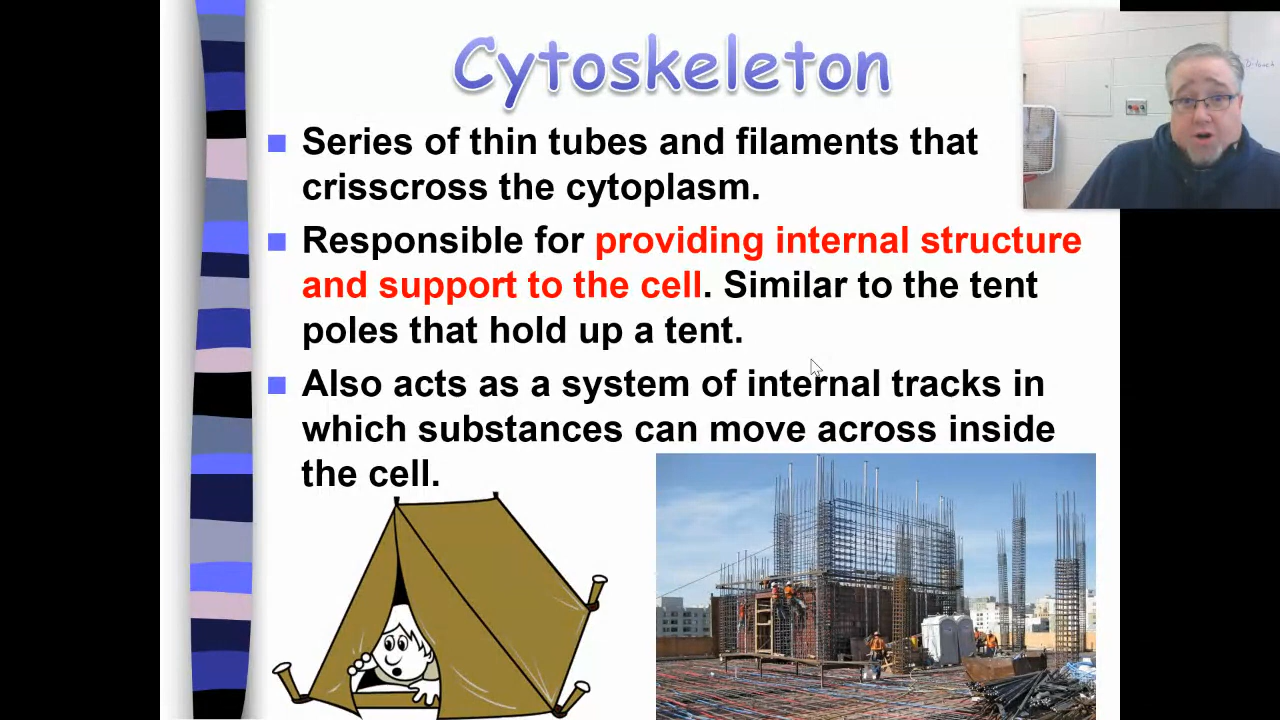 Cytoskeleton
Series of thin tubes and filaments that
crisscross the cytoplasm.
Responsible for providing internal structure
and support to the cell. Similar to the tent
poles that hold up a tent.
Also acts as a system of internal tracks in
which substances can move across inside
the cell.